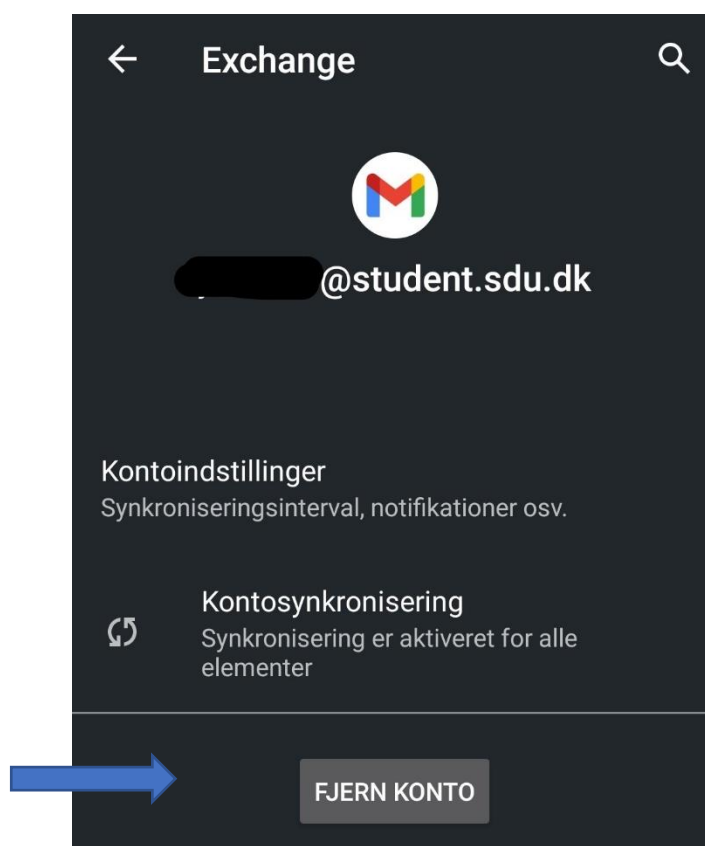 Exchange
@student.sdu.dk
Kontoindstillinger
Synkroniseringsinterval, notifikationer osv.
Kontosynkronisering
Synkronisering er aktiveret for alle
elementer
FJERN KONTO